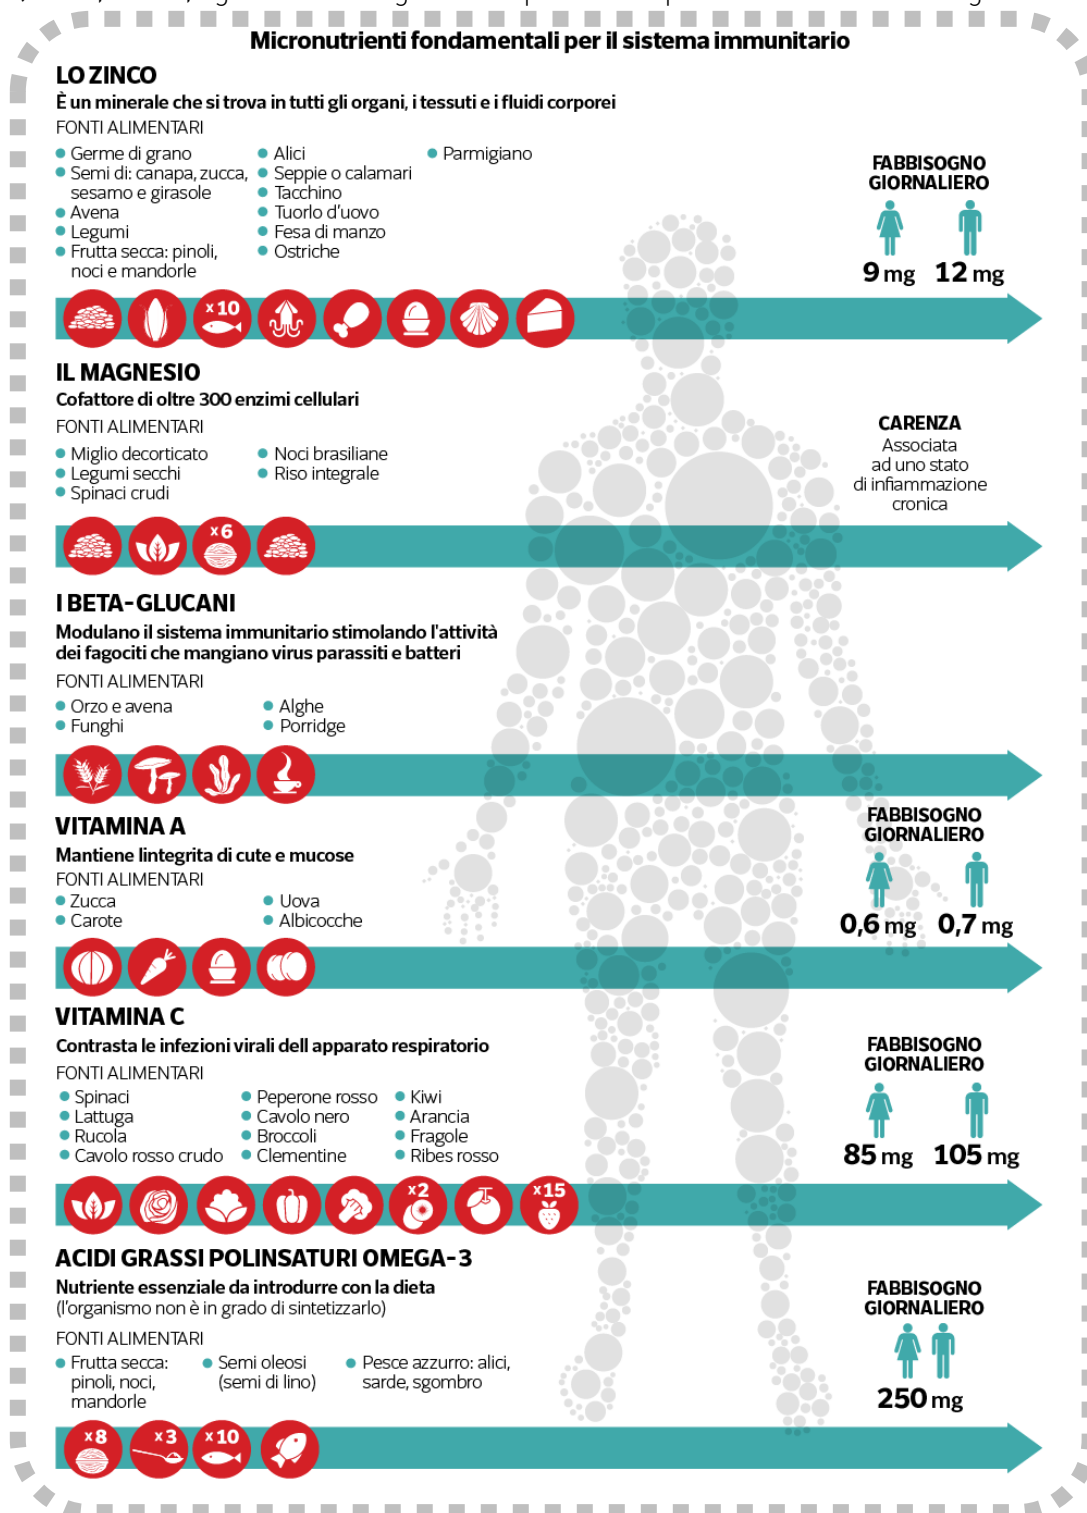 Micronutrienti fondamentali per il sistema immunitario
LO ZINCO
È un minerale che si trova in tutti gli organi, i tessuti e i fluidi corporei
FONTI ALIMENTARI
Germe di grano
Semi di: canapa, zucca,
sesamo e girasole
Avena
Legumi
Frutta secca: pinoli,
noci e mandorle
Alici
Seppie o calamari
Tacchino
Tuorlo d'uovo
Fesa di manzo
Ostriche
Parmigiano
FABBISOGNO
GIORNALIERO
9 mg 12 mg
x 10
IL MAGNESIO
Cofattore di oltre 300 enzimi cellulari
FONTI ALIMENTARI
Miglio decorticato
Legumi secchi
Spinaci crudi
Noci brasiliane
Riso integrale
CARENZA
Associata
ad uno stato
di infiammazione
cronica
x6
I BETA-GLUCANI
Modulano il sistema immunitario stimolando l'attività
dei fagociti che mangiano virus parassiti e batteri
FONTI ALIMENTARI
Orzo e avena
Funghi
Alghe
Porridge
VITAMINA A
Mantiene lintegrita di cute e mucose
FONTI ALIMENTARI
Zucca
Carote
Uova
Albicocche
FABBISOGNO
GIORNALIERO
0,6 mg 0,7 mg
VITAMINA C
Contrasta le infezioni virali dell apparato respiratorio
FONTI ALIMENTARI
Spinaci
Lattuga
Rucola
Cavolo rosso crudo
Peperone rosso
Cavolo nero
Broccoli
Clementine
Kiwi
Arancia
Fragole
Ribes rosso
FABBISOGNO
GIORNALIERO
85 mg 105 mg
x2
x15
ACIDI GRASSI POLINSATURI OMEGA-3
Nutriente essenziale da introdurre con la dieta
(l'organismo non è in grado di sintetizzarlo)
FONTI ALIMENTARI
Frutta secca:
pinoli, noci,
mandorle
Semi oleosi
(semi di lino)
Pesce azzurro: alici,
sarde, sgombro
FABBISOGNO
GIORNALIERO
250 mg
x8
x3
x10